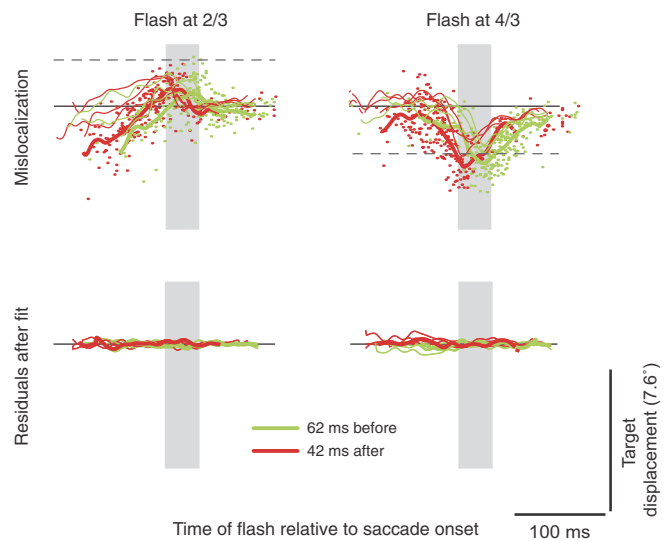 Flash at 2/3
Flash at 4/3
Mislocalization
Residuals after fit
62 ms before
42 ms after
Target
displacement (7.6°)
Time of flash relative to saccade onset
100 ms